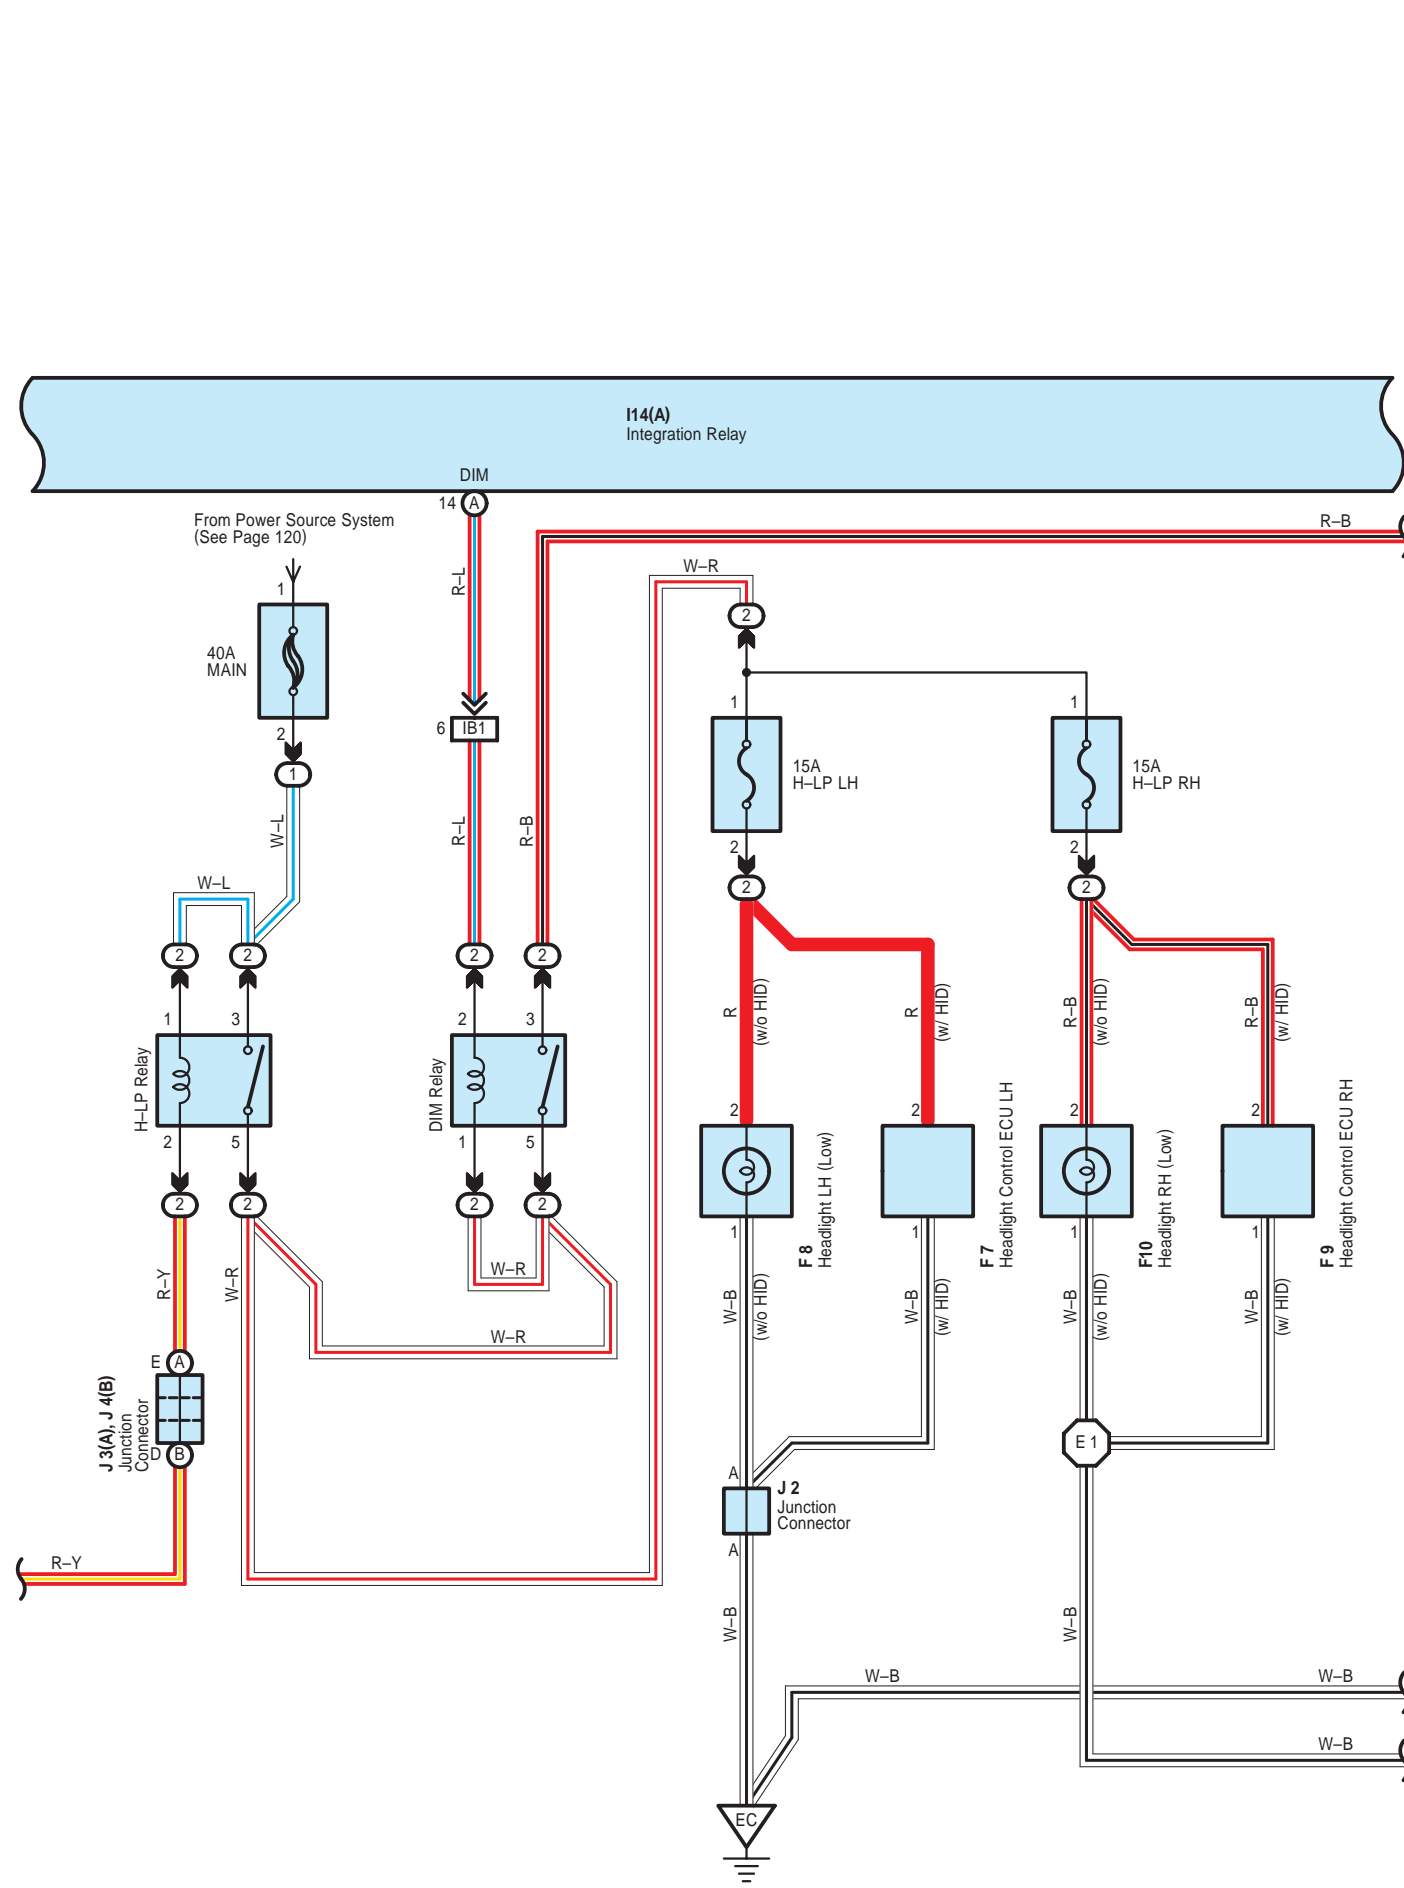 I14(A)
Integration Relay
DIM
14
A
From Power Source System
(See Page 120)
R–B
W–R
R–L
1
2
40A
MAIN
1
1
6
IB1
15A
H–LP LH
15A
H–LP RH
2
1
2
2
W–L
R–L
R–B
2
2
W–L
2
2
2
2
R
(w/o HID)
R
(w/ HID)
R–B
(w/o HID)
R–B
(w/ HID)
1
3
2
3
H–LP Relay
DIM Relay
2
2
2
2
2
5
1
5
2
2
2
2
1
1
1
1
F 8
Headlight LH (Low)
F 7
Headlight Control ECU LH
F10
Headlight RH (Low)
F 9
Headlight Control ECU RH
R–Y
W–R
W–R
W–R
W–B
(w/o HID)
W–B
(w/ HID)
W–B
(w/o HID)
W–B
(w/ HID)
E
A
J 3(A), J 4(B)
Junction
Connector
D
B
E 1
A
J 2
Junction
Connector
A
R–Y
W–B
W–B
W–B
W–B
W–B
EC